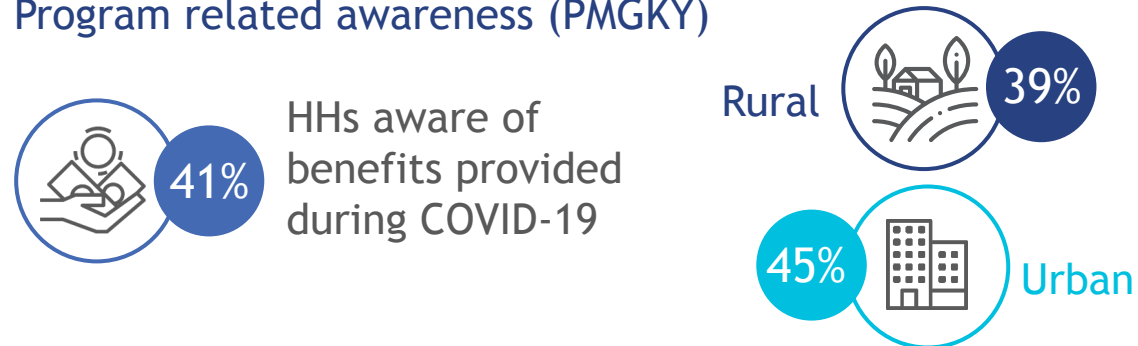 Program related awareness (PMGKY)
41%
HHs aware of
benefits provided
during COVID-19
Rural
39%
45%
Urban